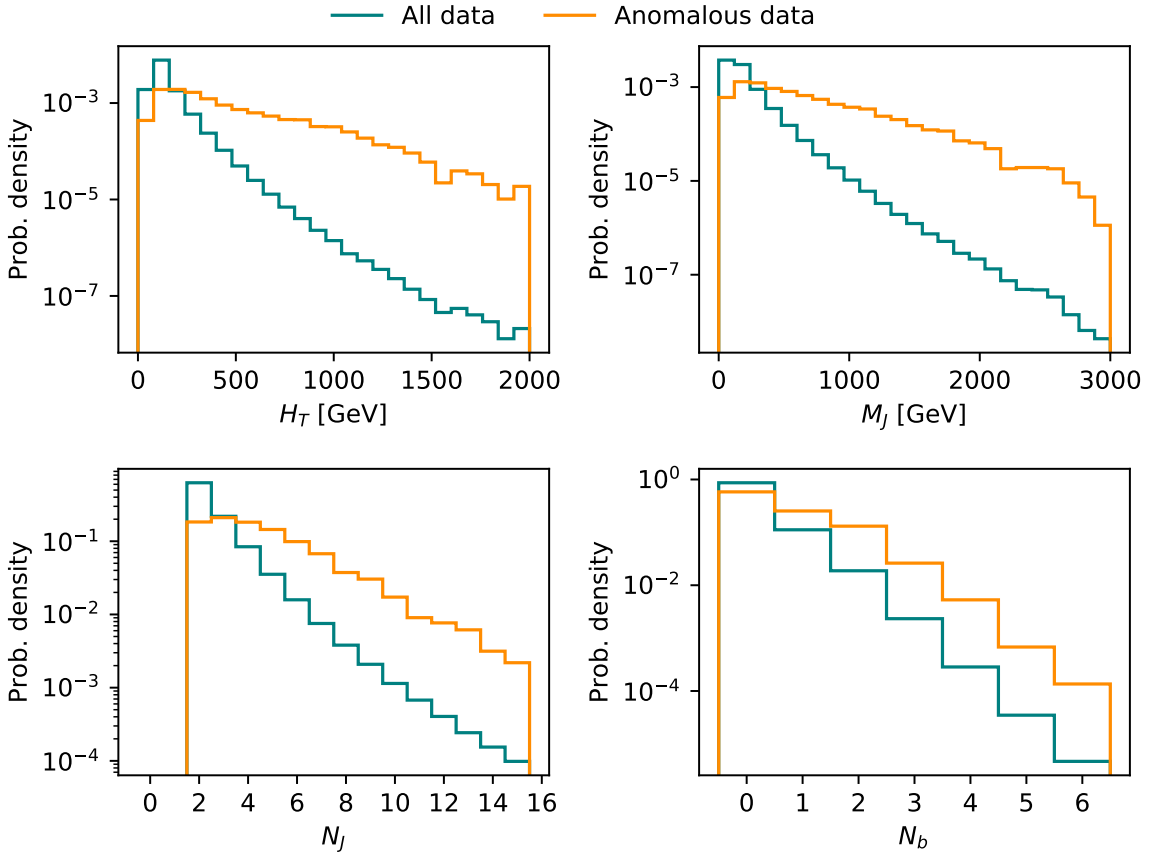 All data
Anomalous data
Prob. density
10⁻³
10⁻⁵
10⁻⁷
0 500 1000 1500 2000
H_T [GeV]
Prob. density
10⁻³
10⁻⁵
10⁻⁷
0 1000 2000 3000
M_J [GeV]
Prob. density
10⁻¹
10⁻²
10⁻³
10⁻⁴
0 2 4 6 8 10 12 14 16
N_J
Prob. density
10⁰
10⁻²
10⁻⁴
0 1 2 3 4 5 6
N_b